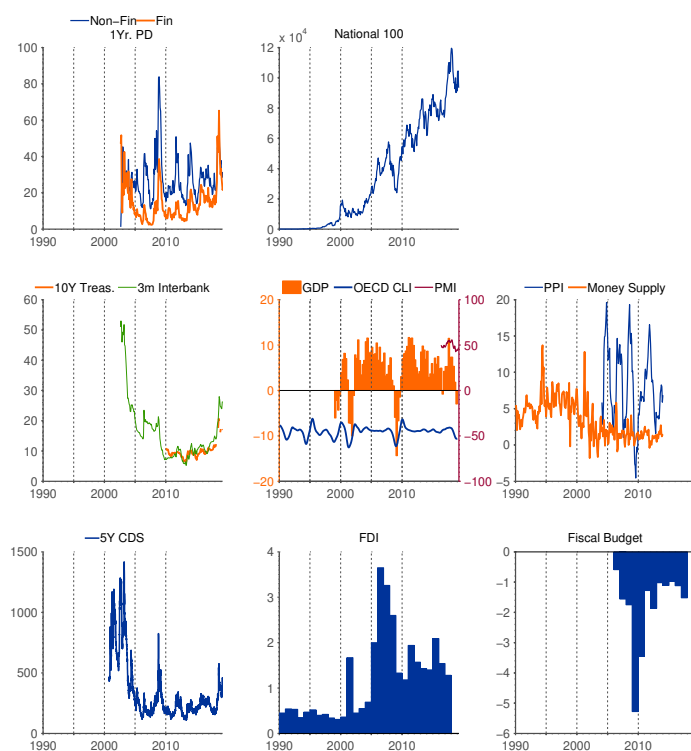 Non−Fin Fin
1Yr. PD
100
80
60
40
20
0
1990 2000 2010
National 100
x 10^4
12
10
8
6
4
2
0
1990 2000 2010
10Y Treas. 3m Interbank
60
50
40
30
20
10
0
1990 2000 2010
GDP OECD CLI PMI
20 100
10 50
0 0
−10 −50
−20 −100
1990 2000 2010
PPI Money Supply
20
15
10
5
0
−5
1990 2000 2010
5Y CDS
1500
1000
500
0
1990 2000 2010
FDI
4
3
2
1
0
1990 2000 2010
Fiscal Budget
0
−1
−2
−3
−4
−5
−6
1990 2000 2010